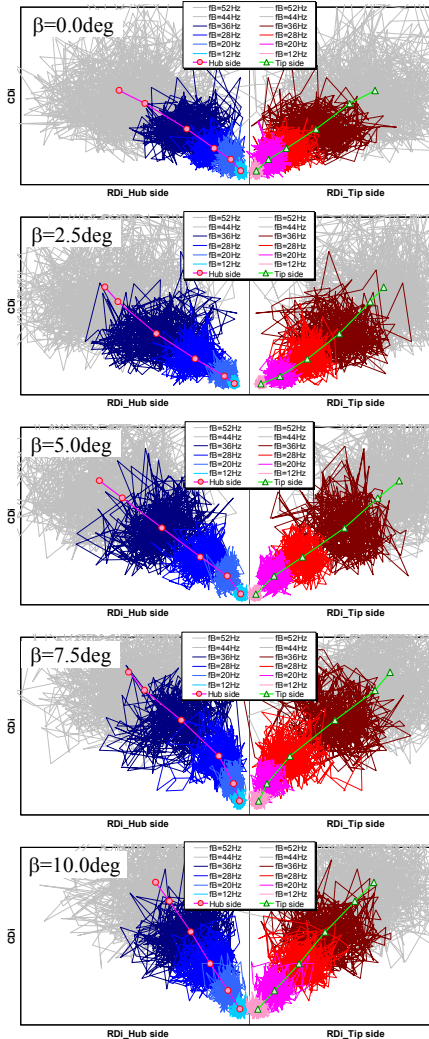 β=0.0deg
fB=52Hz fB=52Hz
fB=44Hz fB=44Hz
fB=36Hz fB=36Hz
fB=28Hz fB=28Hz
fB=20Hz fB=20Hz
fB=12Hz fB=12Hz
Hub side Tip side
CDi
RDi_Hub side RDi_Tip side
β=2.5deg
fB=52Hz fB=52Hz
fB=44Hz fB=44Hz
fB=36Hz fB=36Hz
fB=28Hz fB=28Hz
fB=20Hz fB=20Hz
fB=12Hz fB=12Hz
Hub side Tip side
CDi
RDi_Hub side RDi_Tip side
β=5.0deg
fB=52Hz fB=52Hz
fB=44Hz fB=44Hz
fB=36Hz fB=36Hz
fB=28Hz fB=28Hz
fB=20Hz fB=20Hz
fB=12Hz fB=12Hz
Hub side Tip side
CDi
RDi_Hub side RDi_Tip side
β=7.5deg
fB=52Hz fB=52Hz
fB=44Hz fB=44Hz
fB=36Hz fB=36Hz
fB=28Hz fB=28Hz
fB=20Hz fB=20Hz
fB=12Hz fB=12Hz
Hub side Tip side
CDi
RDi_Hub side RDi_Tip side
β=10.0deg
fB=52Hz fB=52Hz
fB=44Hz fB=44Hz
fB=36Hz fB=36Hz
fB=28Hz fB=28Hz
fB=20Hz fB=20Hz
fB=12Hz fB=12Hz
Hub side Tip side
CDi
RDi_Hub side RDi_Tip side